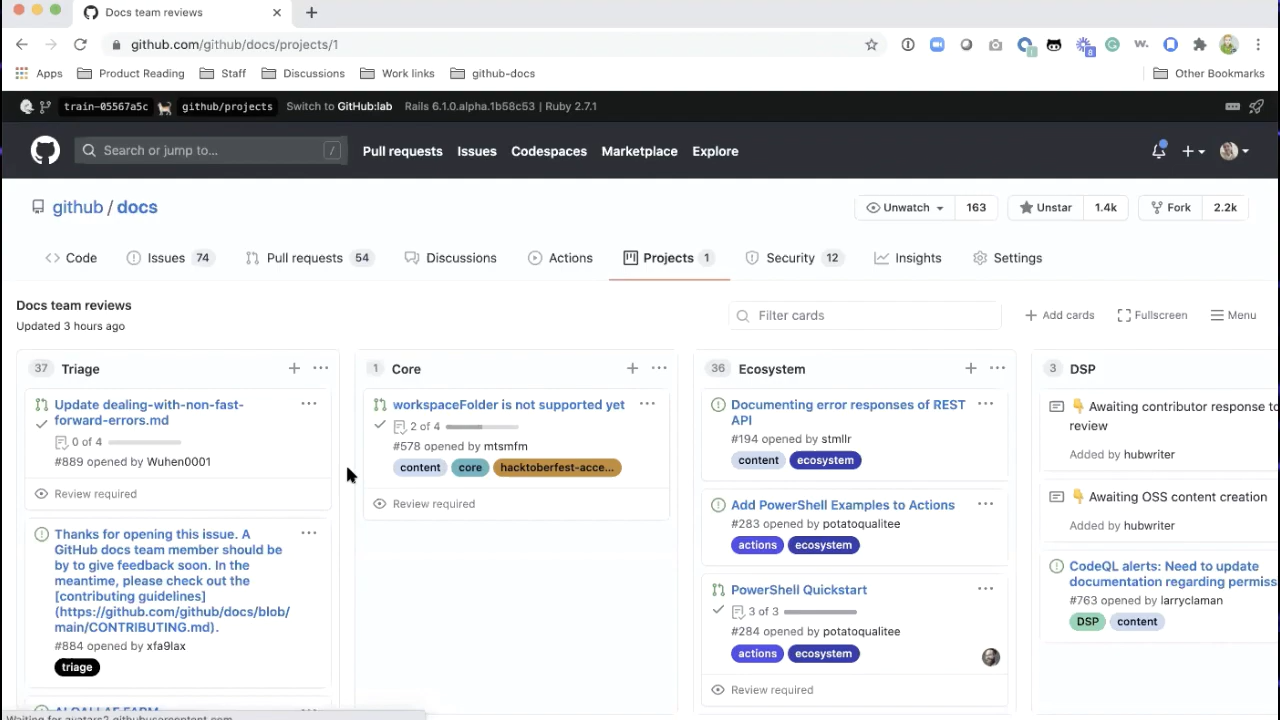 Docs team reviews
github.com/github/docs/projects/1
Apps Product Reading Staff Discussions Work links github-docs Other Bookmarks
train-05567a5c github/projects Switch to GitHub:lab Rails 6.1.0.alpha.1b58c53 | Ruby 2.7.1
Search or jump to... / Pull requests Issues Codespaces Marketplace Explore
github / docs Unwatch 163 Unstar 1.4k Fork 2.2k
Code Issues 74 Pull requests 54 Discussions Actions Projects 1 Security 12 Insights Settings
Docs team reviews
Updated 3 hours ago
Filter cards
Add cards Fullscreen Menu
37 Triage
Update dealing-with-non-fast-
forward-errors.md
0 of 4
#889 opened by Wuhen0001
Review required
Thanks for opening this issue. A
GitHub docs team member should be
by to give feedback soon. In the
meantime, please check out the
[contributing guidelines]
(https://github.com/github/docs/blob/
main/CONTRIBUTING.md).
#884 opened by xfa9lax
triage
1 Core
workspaceFolder is not supported yet
2 of 4
#578 opened by mtsmfm
content core hacktoberfest-acce...
Review required
36 Ecosystem
Documenting error responses of REST
API
#194 opened by stmllr
content ecosystem
Add PowerShell Examples to Actions
#283 opened by potatoqualitee
actions ecosystem
PowerShell Quickstart
3 of 3
#284 opened by potatoqualitee
actions ecosystem
Review required
3 DSP
Awaiting contributor response to
review
Added by hubwriter
Awaiting OSS content creation
Added by hubwriter
CodeQL alerts: Need to update
documentation regarding permiss
#763 opened by larryclaman
DSP content